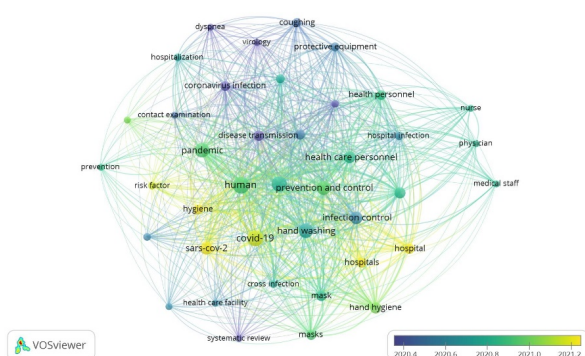 coughing
dyspnea
virology
protective equipment
hospitalization
coronavirus infection
health personnel
nurse
contact examination
disease transmission
hospital infection
physician
pandemic
health care personnel
prevention
medical staff
risk factor
human
prevention and control
hygiene
infection control
hand washing
covid-19
sars-cov-2
hospital
hospitals
cross infection
mask
health care facility
hand hygiene
systematic review
masks
VOSviewer
2020.4 2020.6 2020.8 2021.0 2021.2